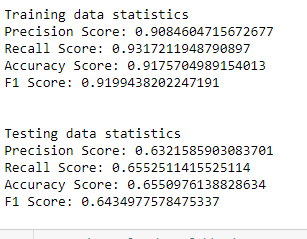 Training data statistics
Precision Score: 0.9084604715672677
Recall Score: 0.9317211948790897
Accuracy Score: 0.9175704989154013
F1 Score: 0.9199438202247191
Testing data statistics
Precision Score: 0.6321585903083701
Recall Score: 0.6552511415525114
Accuracy Score: 0.6550976138828634
F1 Score: 0.6434977578475337